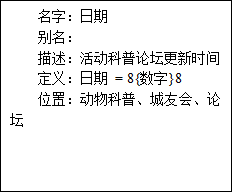 名字：日期
别名：
描述：活动科普论坛更新时间
定义：日期 = 8{数字}8
位置：动物科普、城友会、论
坛